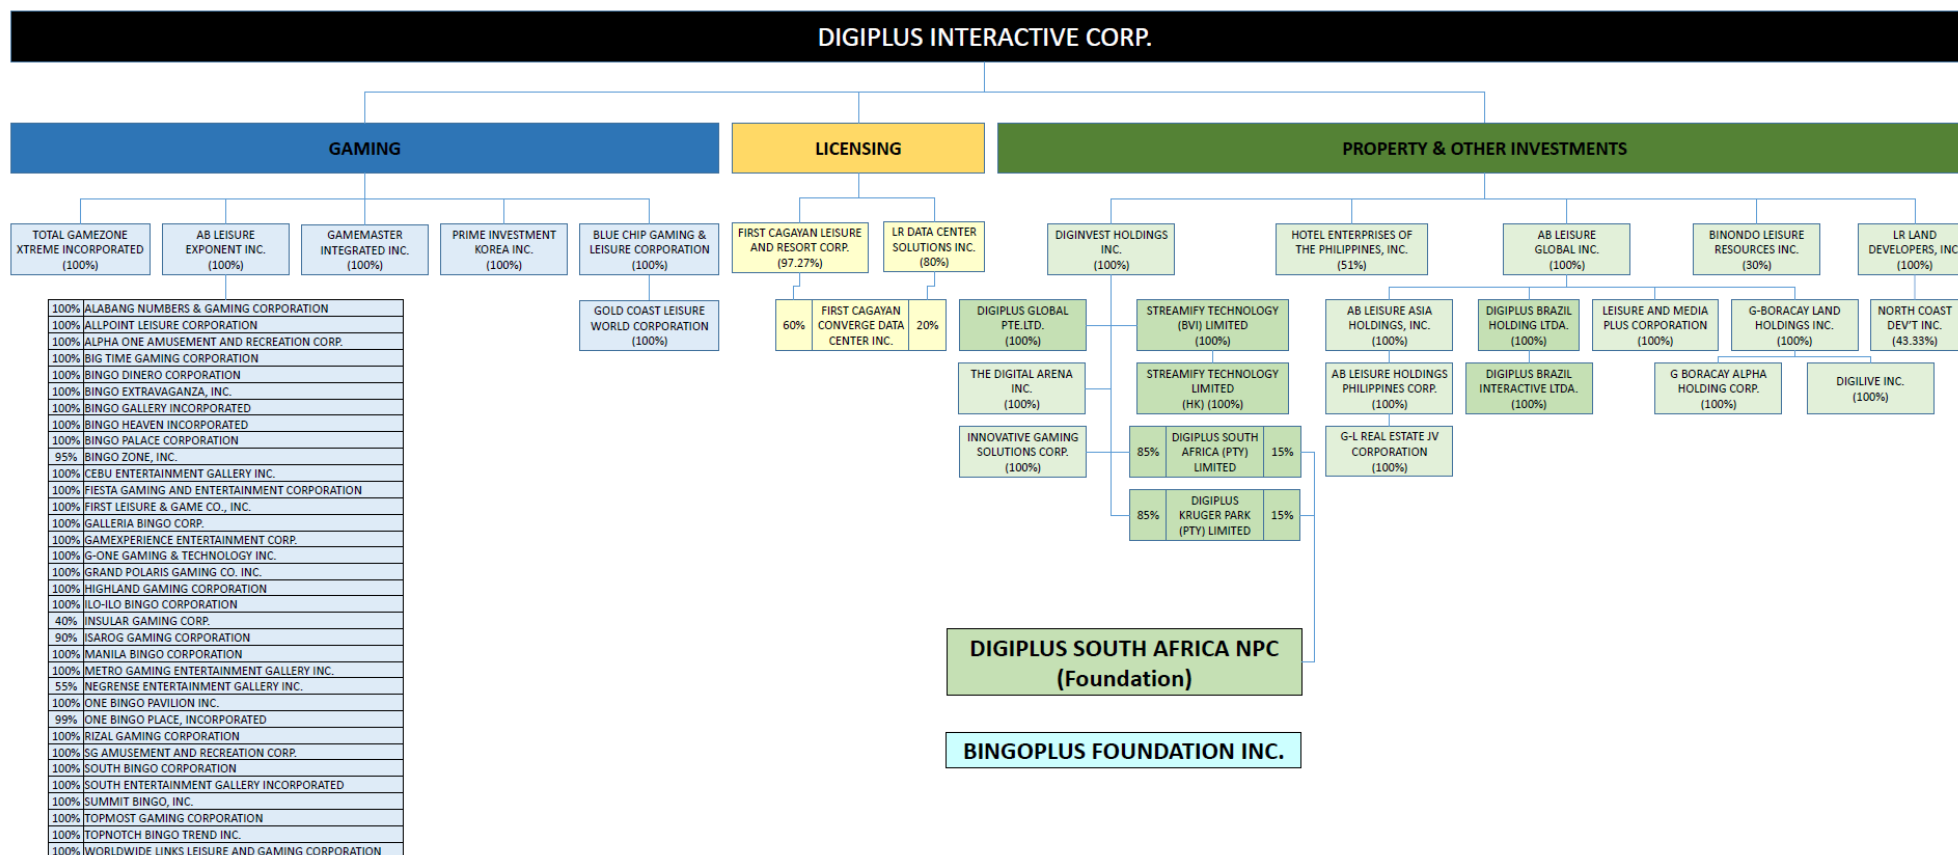 DIGIPLUS INTERACTIVE CORP.
GAMING
LICENSING
PROPERTY & OTHER INVESTMENTS
TOTAL GAMEZONE
XTREME INCORPORATED
(100%)
AB LEISURE
EXPONENT INC.
(100%)
GAMEMASTER
INTEGRATED INC.
(100%)
PRIME INVESTMENT
KOREA INC.
(100%)
BLUE CHIP GAMING &
LEISURE CORPORATION
(100%)
FIRST CAGAYAN LEISURE
AND RESORT CORP.
(97.27%)
LR DATA CENTER
SOLUTIONS INC.
(80%)
DIGINVEST HOLDINGS
INC.
(100%)
HOTEL ENTERPRISES OF
THE PHILIPPINES, INC.
(51%)
AB LEISURE
GLOBAL INC.
(100%)
BINONDO LEISURE
RESOURCES INC.
(30%)
LR LAND
DEVELOPERS, INC
(100%)
100% ALABANG NUMBERS & GAMING CORPORATION
100% ALLPOINT LEISURE CORPORATION
100% ALPHA ONE AMUSEMENT AND RECREATION CORP.
100% BIG TIME GAMING CORPORATION
100% BINGO DINERO CORPORATION
100% BINGO EXTRAVAGANZA, INC.
100% BINGO GALLERY INCORPORATED
100% BINGO HEAVEN INCORPORATED
100% BINGO PALACE CORPORATION
95% BINGO ZONE, INC.
100% CEBU ENTERTAINMENT GALLERY INC.
100% FIESTA GAMING AND ENTERTAINMENT CORPORATION
100% FIRST LEISURE & GAME CO., INC.
100% GALLERIA BINGO CORP.
100% GAMEXPERIENCE ENTERTAINMENT CORP.
100% G-ONE GAMING & TECHNOLOGY INC.
100% GRAND POLARIS GAMING CO. INC.
100% HIGHLAND GAMING CORPORATION
100% ILO-ILO BINGO CORPORATION
40% INSULAR GAMING CORP.
90% ISAROG GAMING CORPORATION
100% MANILA BINGO CORPORATION
100% METRO GAMING ENTERTAINMENT GALLERY INC.
55% NEGRENSE ENTERTAINMENT GALLERY INC.
100% ONE BINGO PAVILION INC.
99% ONE BINGO PLACE, INCORPORATED
100% RIZAL GAMING CORPORATION
100% SG AMUSEMENT AND RECREATION CORP.
100% SOUTH BINGO CORPORATION
100% SOUTH ENTERTAINMENT GALLERY INCORPORATED
100% SUMMIT BINGO, INC.
100% TOPMOST GAMING CORPORATION
100% TOPNOTCH BINGO TREND INC.
100% WORLDWIDE LINKS LEISURE AND GAMING CORPORATION
GOLD COAST LEISURE
WORLD CORPORATION
(100%)
60%
FIRST CAGAYAN
CONVERGE DATA
CENTER INC.
20%
DIGIPLUS GLOBAL
PTE.LTD.
(100%)
STREAMIFY TECHNOLOGY
(BVI) LIMITED
(100%)
AB LEISURE ASIA
HOLDINGS, INC.
(100%)
DIGIPLUS BRAZIL
HOLDING LTDA.
(100%)
LEISURE AND MEDIA
PLUS CORPORATION
(100%)
G-BORACAY LAND
HOLDINGS INC.
(100%)
NORTH COAST
DEV'T INC.
(43.33%)
THE DIGITAL ARENA
INC.
(100%)
STREAMIFY TECHNOLOGY
LIMITED
(HK) (100%)
AB LEISURE HOLDINGS
PHILIPPINES CORP.
(100%)
DIGIPLUS BRAZIL
INTERACTIVE LTDA.
(100%)
G BORACAY ALPHA
HOLDING CORP.
(100%)
DIGILIVE INC.
(100%)
INNOVATIVE GAMING
SOLUTIONS CORP.
(100%)
85%
DIGIPLUS SOUTH
AFRICA (PTY)
LIMITED
15%
G-L REAL ESTATE JV
CORPORATION
(100%)
85%
DIGIPLUS
KRUGER PARK
(PTY) LIMITED
15%
DIGIPLUS SOUTH AFRICA NPC
(Foundation)
BINGOPLUS FOUNDATION INC.